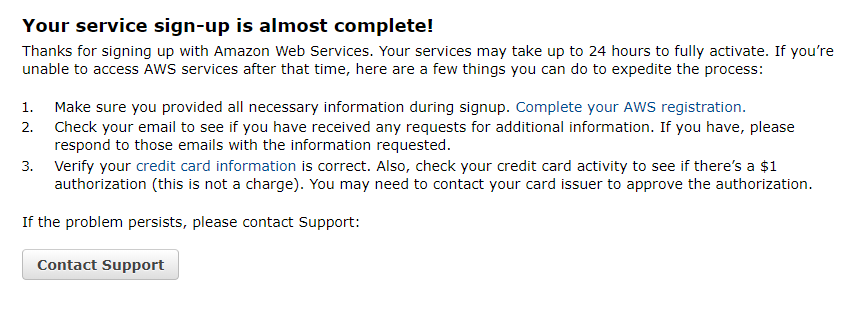 Your service sign-up is almost complete!
Thanks for signing up with Amazon Web Services. Your services may take up to 24 hours to fully activate. If you’re
unable to access AWS services after that time, here are a few things you can do to expedite the process:
1. Make sure you provided all necessary information during signup. Complete your AWS registration.
2. Check your email to see if you have received any requests for additional information. If you have, please
respond to those emails with the information requested.
3. Verify your credit card information is correct. Also, check your credit card activity to see if there’s a $1
authorization (this is not a charge). You may need to contact your card issuer to approve the authorization.
If the problem persists, please contact Support:
Contact Support